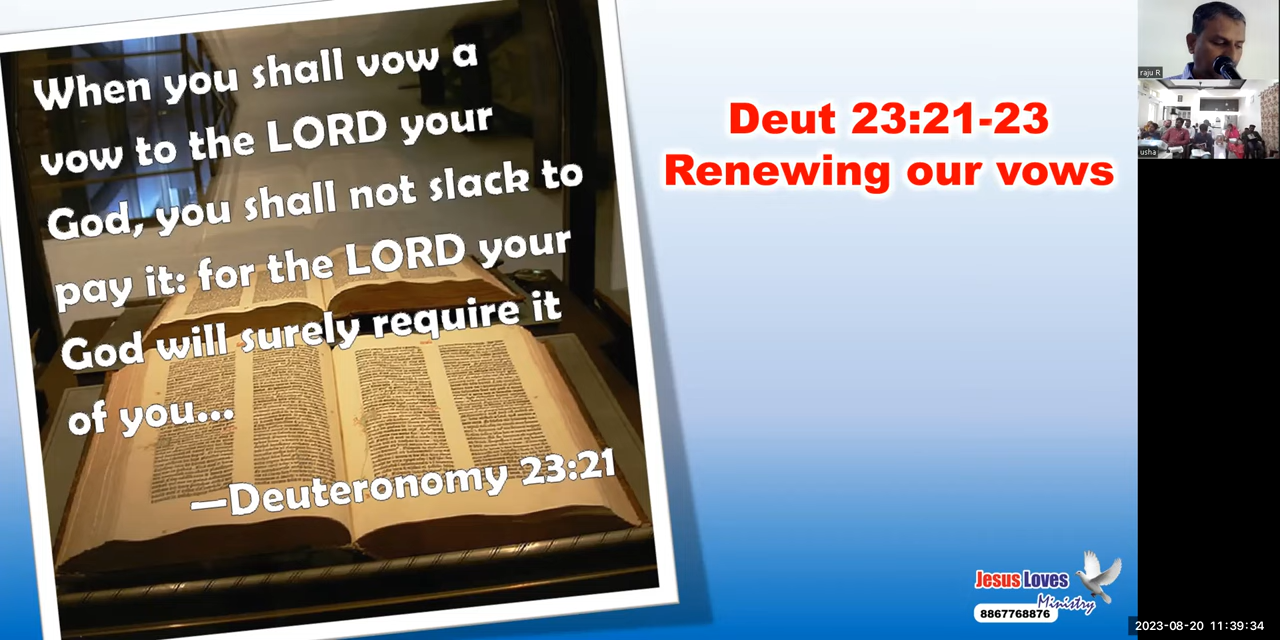 When you shall vow a
vow to the LORD your
God, you shall not slack to
pay it: for the LORD your
God will surely require it
of you...
—Deuteronomy 23:21
Deut 23:21-23
Renewing our vows
raju R
usha
Jesus Loves
Ministry
8867768876
2023-08-20 11:39:34